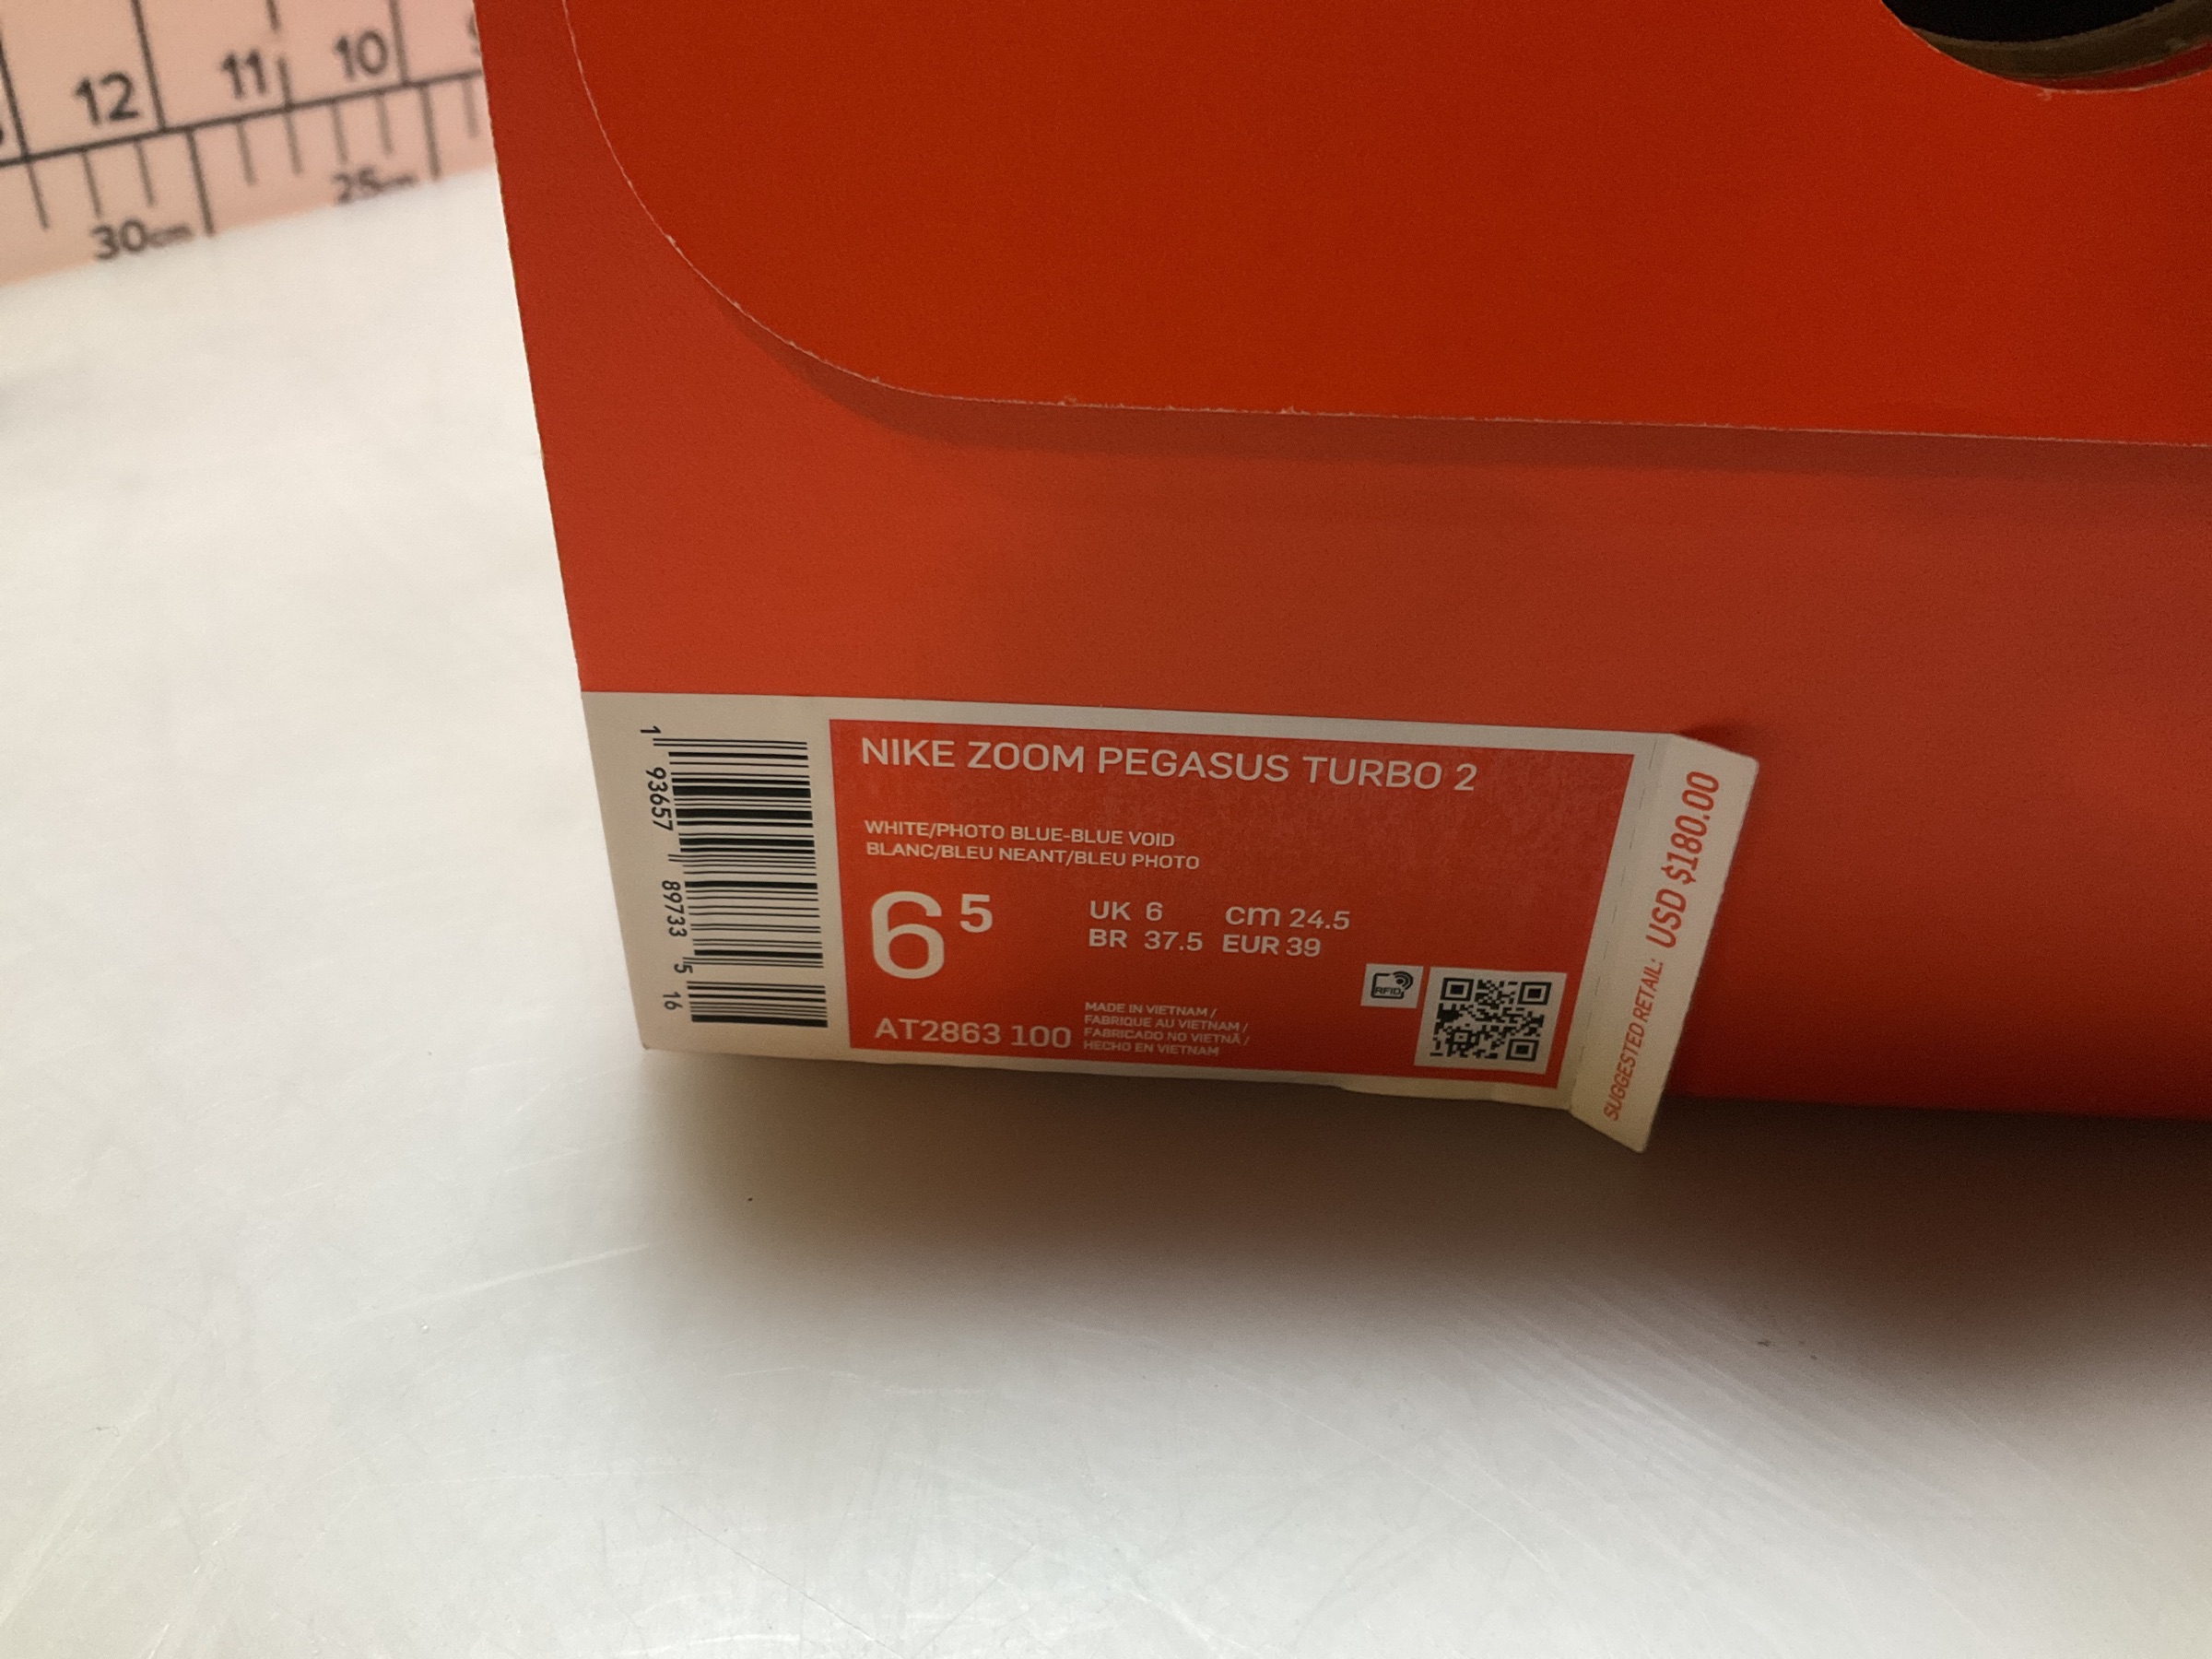 12 11 10
30cm 25cm
NIKE ZOOM PEGASUS TURBO 2
WHITE/PHOTO BLUE-BLUE VOID
BLANC/BLEU NEANT/BLEU PHOTO
6 5
UK 6 cm 24.5
BR 37.5 EUR 39
AT2863 100
MADE IN VIETNAM /
FABRIQUE AU VIETNAM /
FABRICADO NO VIETNÃ /
HECHO EN VIETNAM
RFID
1 93657 89733 5 16
SUGGESTED RETAIL: USD $180.00